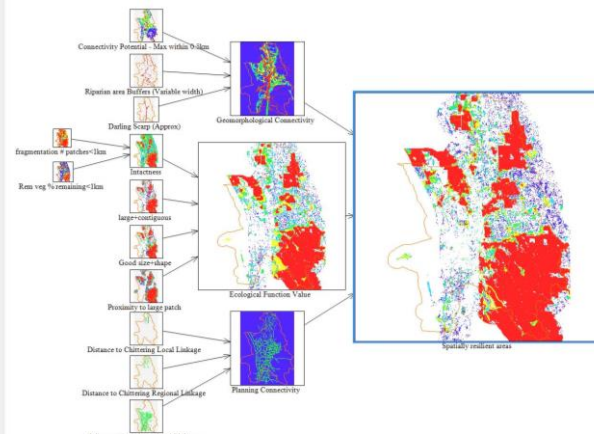 Connectivity Potential - Max within 0.1km
Riparian area Buffers (Variable width)
Geomorphological Connectivity
Darling Scarp (Approx)
fragmentation # patches<1km
Intactness
Rem veg % remaining<1km
large+contiguous
Good size+shape
Ecological Function Value
Proximity to large patch
Spatially resilient areas
Distance to Chittering Local Linkage
Distance to Chittering Regional Linkage
Planning Connectivity